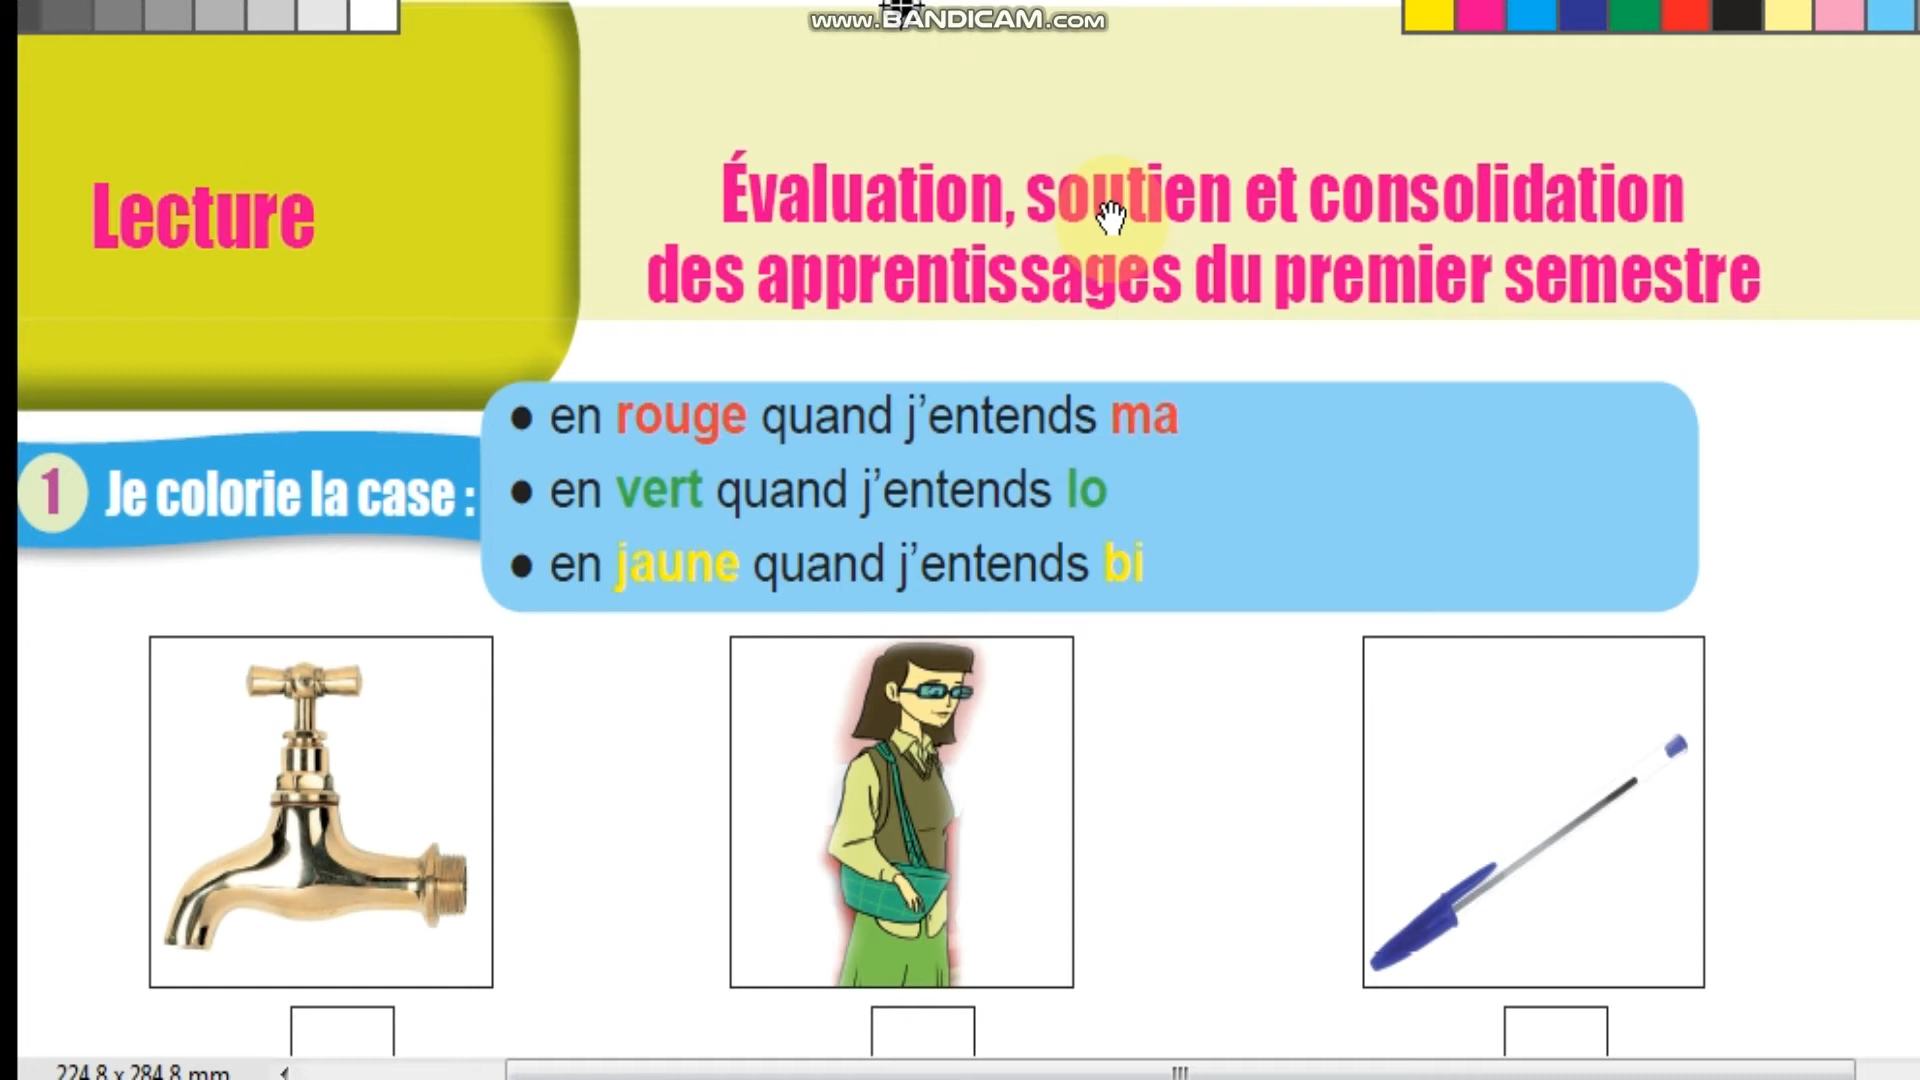 www.BANDICAM.com
Lecture
Évaluation, soutien et consolidation
des apprentissages du premier semestre
1 Je colorie la case :
● en rouge quand j'entends ma
● en vert quand j'entends lo
● en jaune quand j'entends bi
224,8 x 284,8 mm